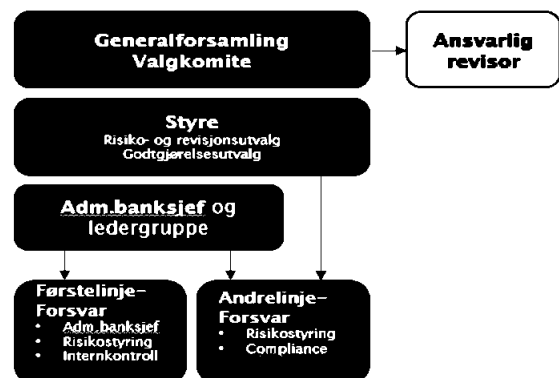 Generalforsamling
Valgkomite
Ansvarlig
revisor
Styre
Risiko- og revisjonsutvalg
Godtgjørelsesutvalg
Adm.banksjef og
ledergruppe
Førstelinje-
Forsvar
• Adm.banksjef
• Risikostyring
• Internkontroll
Andrelinje-
Forsvar
• Risikostyring
• Compliance